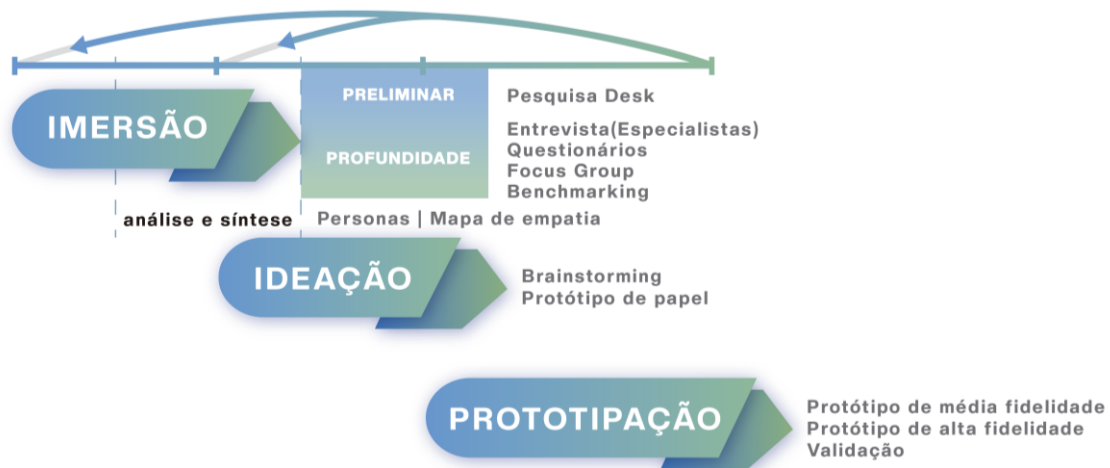 IMERSÃO
PRELIMINAR
Pesquisa Desk
PROFUNDIDADE
Entrevista(Especialistas)
Questionários
Focus Group
Benchmarking
análise e síntese
Personas | Mapa de empatia
IDEAÇÃO
Brainstorming
Protótipo de papel
PROTOTIPAÇÃO
Protótipo de média fidelidade
Protótipo de alta fidelidade
Validação